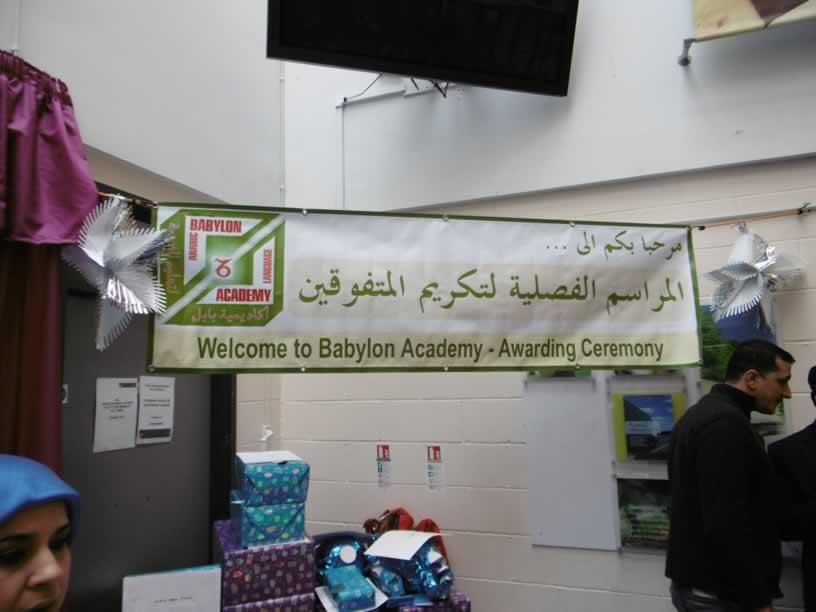 مرحبا بكم الى ...
BABYLON
ARABIC
LANGUAGE
ACADEMY
أكاديمية بابل
المراسم الفصلية لتكريم المتفوقين
Welcome to Babylon Academy - Awarding Ceremony